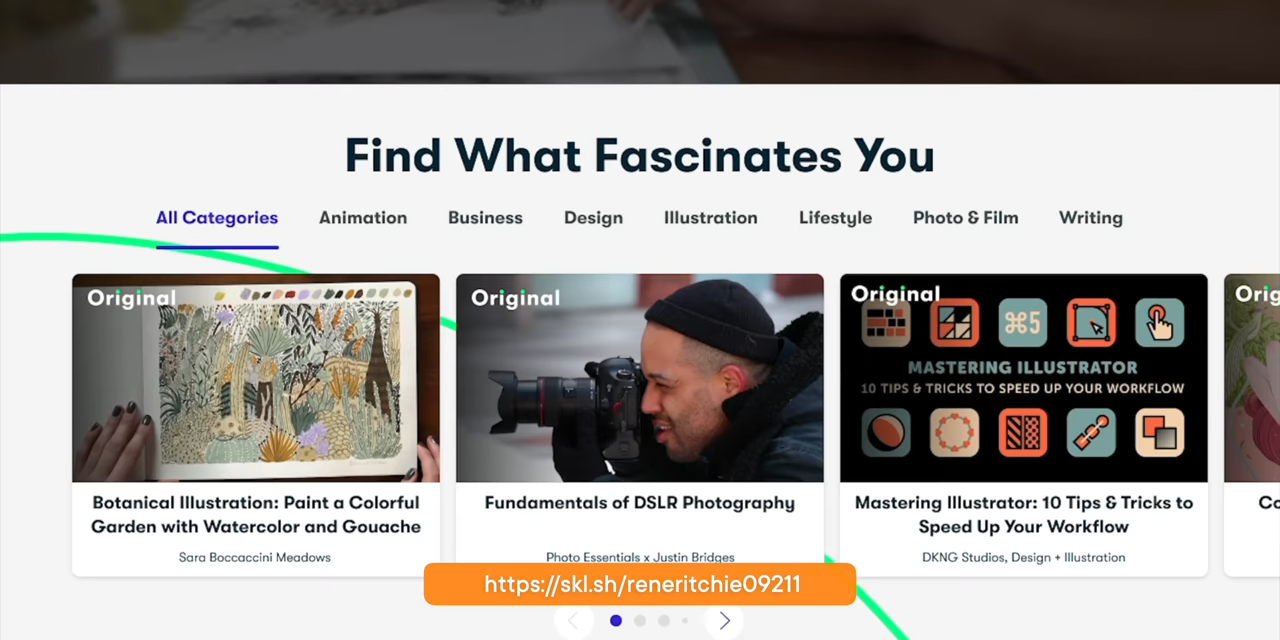 Find What Fascinates You
All Categories Animation Business Design Illustration Lifestyle Photo & Film Writing
Original
Original
Original
⌘5
MASTERING ILLUSTRATOR
10 TIPS & TRICKS TO SPEED UP YOUR WORKFLOW
Botanical Illustration: Paint a Colorful
Garden with Watercolor and Gouache
Sara Boccaccini Meadows
Fundamentals of DSLR Photography
Photo Essentials x Justin Bridges
Mastering Illustrator: 10 Tips & Tricks to
Speed Up Your Workflow
DKNG Studios, Design + Illustration
Orig
Co
https://skl.sh/reneritchie09211